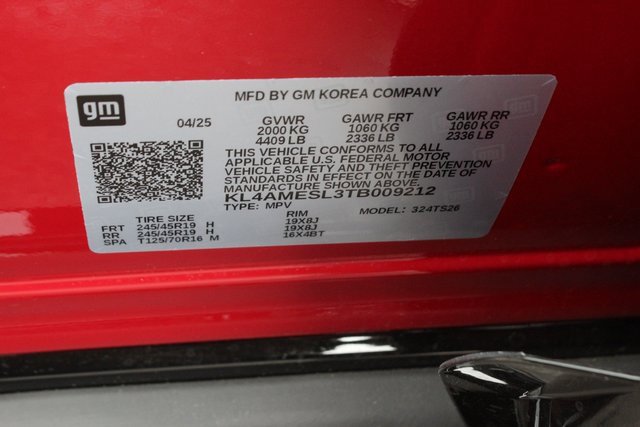 gm
MFD BY GM KOREA COMPANY
04/25 GVWR GAWR FRT GAWR RR
2000 KG 1060 KG 1060 KG
4409 LB 2336 LB 2336 LB
THIS VEHICLE CONFORMS TO ALL
APPLICABLE U.S. FEDERAL MOTOR
VEHICLE SAFETY AND THEFT PREVENTION
STANDARDS IN EFFECT ON THE DATE OF
MANUFACTURE SHOWN ABOVE.
KL4AMESL3TB009212
TYPE: MPV MODEL: 324TS26
TIRE SIZE RIM
FRT 245/45R19 H 19X8J
RR 245/45R19 H 19X8J
SPA T125/70R16 M 16X4BT